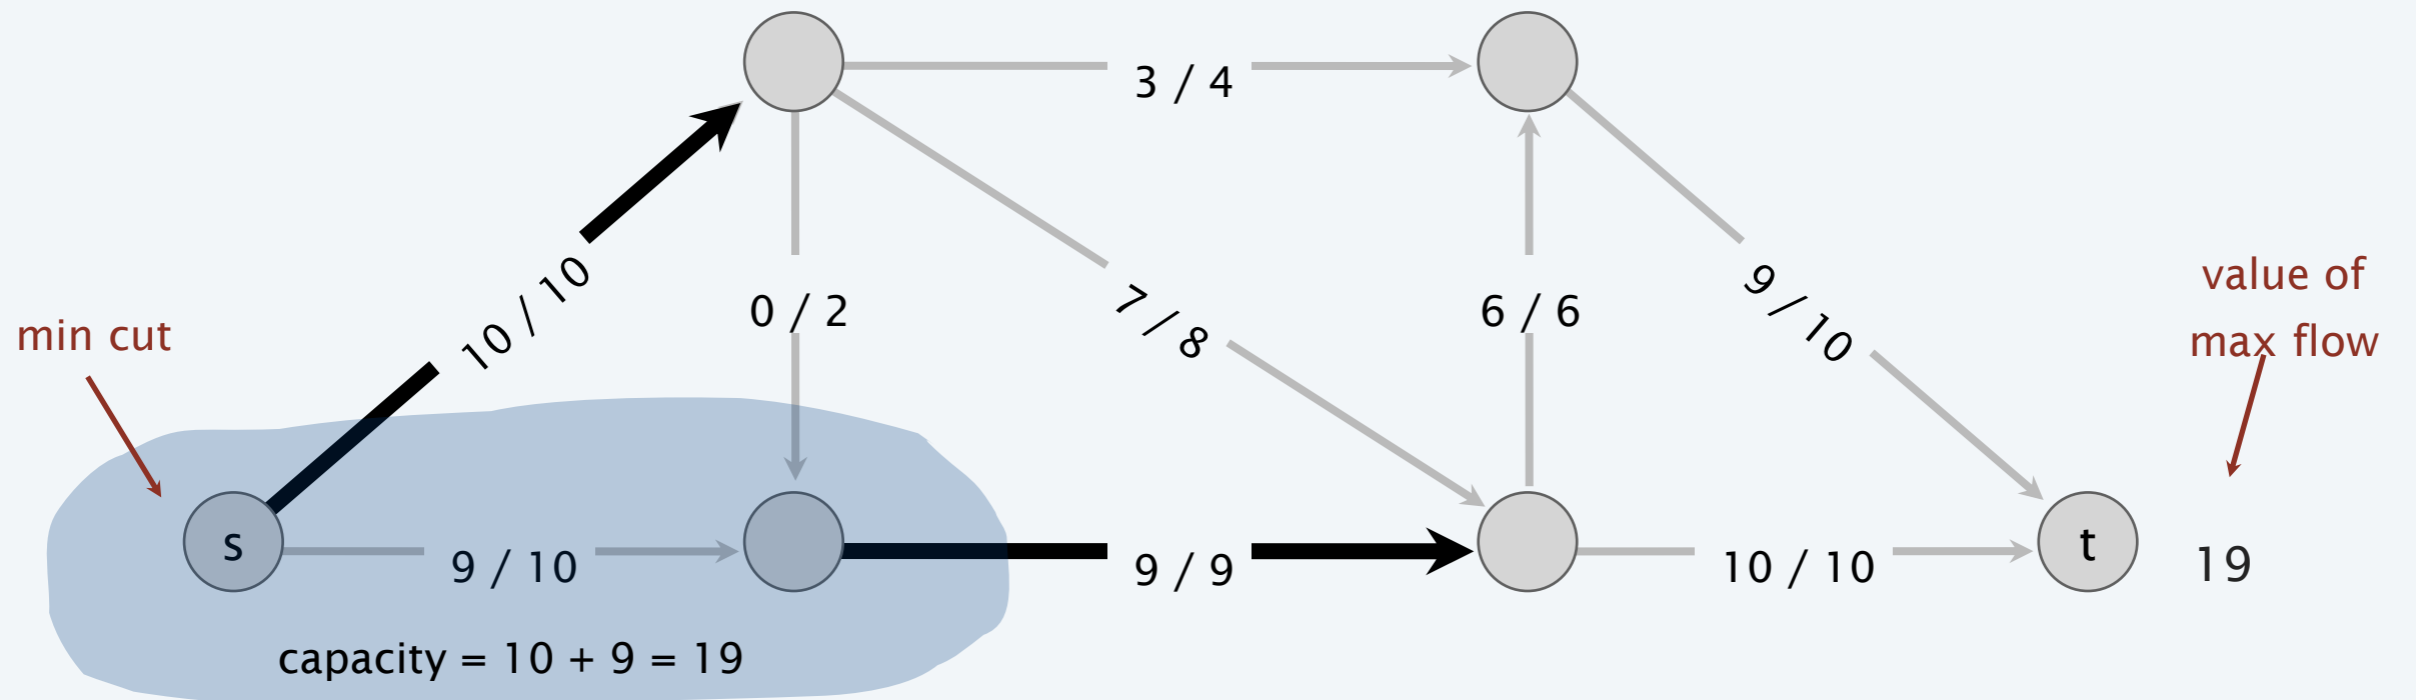 3 / 4
10 / 10
0 / 2
7 / 8
6 / 6
9 / 10
value of
max flow
min cut
s
9 / 10
9 / 9
10 / 10
t
19
capacity = 10 + 9 = 19